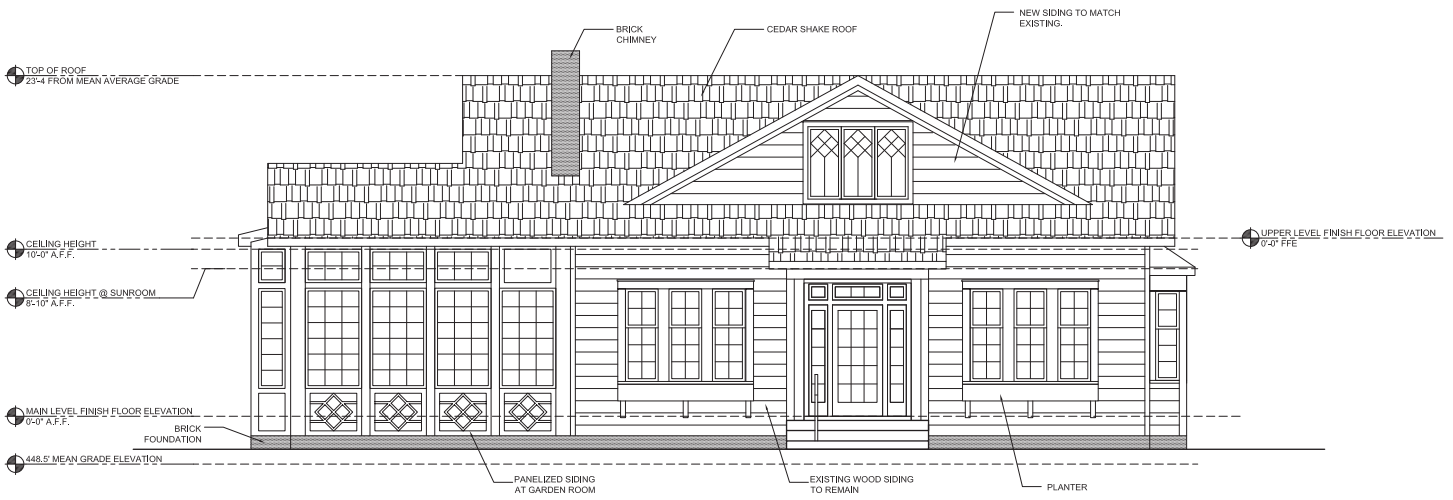 NEW SIDING TO MATCH
EXISTING.
BRICK
CHIMNEY
CEDAR SHAKE ROOF
TOP OF ROOF
23'-4 FROM MEAN AVERAGE GRADE
UPPER LEVEL FINISH FLOOR ELEVATION
0'-0" FFE
CEILING HEIGHT
10'-0" A.F.F.
CEILING HEIGHT @ SUNROOM
8'-10" A.F.F.
MAIN LEVEL FINISH FLOOR ELEVATION
0'-0" A.F.F.
BRICK
FOUNDATION
448.5' MEAN GRADE ELEVATION
PANELIZED SIDING
AT GARDEN ROOM
EXISTING WOOD SIDING
TO REMAIN
PLANTER